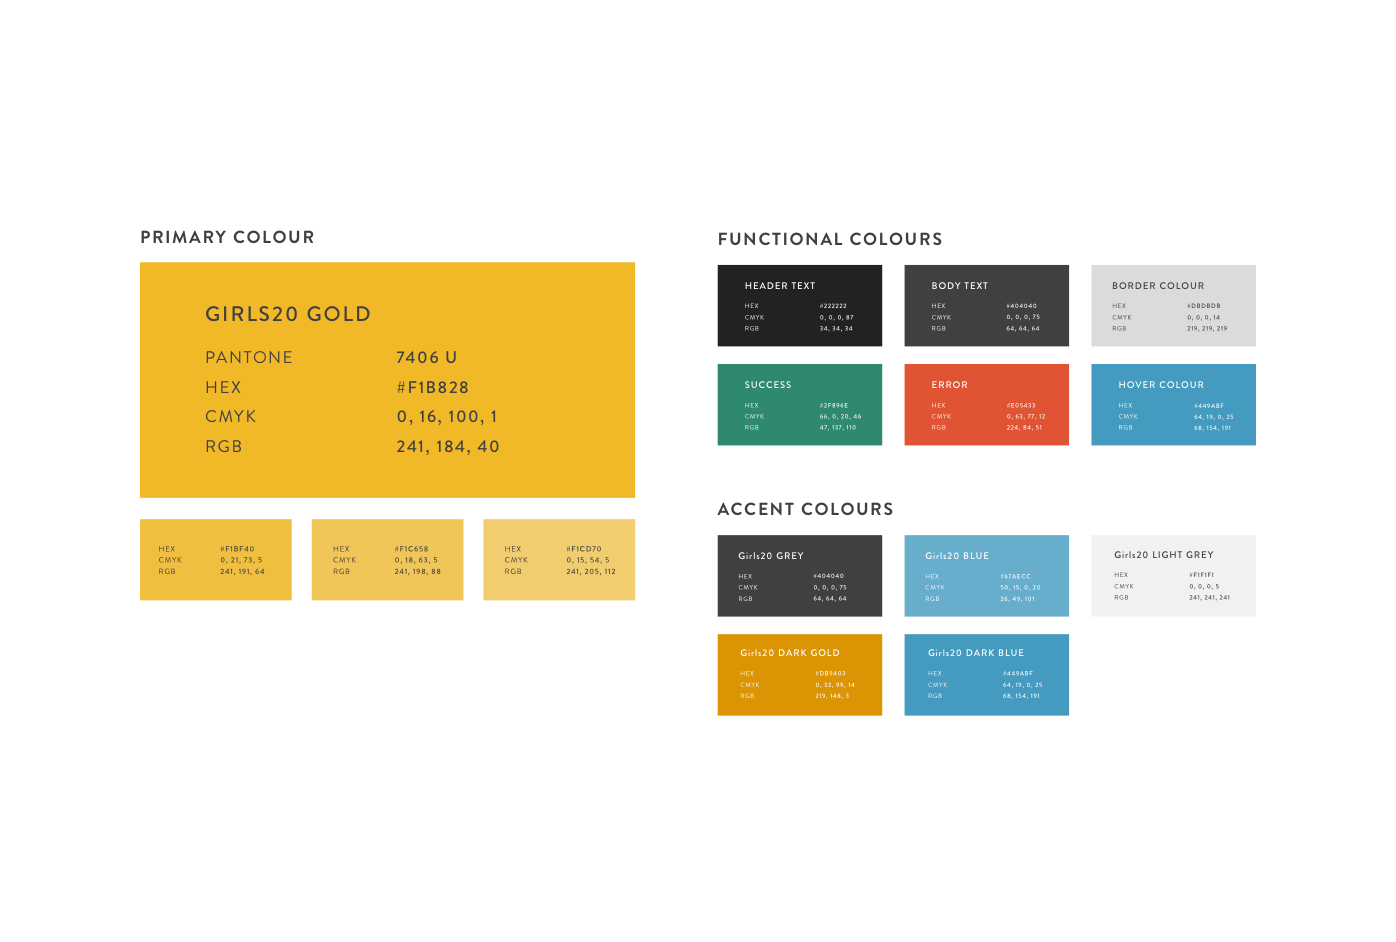 PRIMARY COLOUR
GIRLS20 GOLD
PANTONE 7406 U
HEX #F1B828
CMYK 0, 16, 100, 1
RGB 241, 184, 40
HEX #F1BF40
CMYK 0, 21, 73, 5
RGB 241, 191, 64
HEX #F1C658
CMYK 0, 18, 63, 5
RGB 241, 198, 88
HEX #F1CD70
CMYK 0, 15, 54, 5
RGB 241, 205, 112
FUNCTIONAL COLOURS
HEADER TEXT
HEX #222222
CMYK 0, 0, 0, 87
RGB 34, 34, 34
BODY TEXT
HEX #404040
CMYK 0, 0, 0, 75
RGB 64, 64, 64
BORDER COLOUR
HEX #DBDBDB
CMYK 0, 0, 0, 14
RGB 219, 219, 219
SUCCESS
HEX #2F896E
CMYK 66, 0, 20, 46
RGB 47, 137, 110
ERROR
HEX #E05433
CMYK 0, 63, 77, 12
RGB 224, 84, 51
HOVER COLOUR
HEX #449ABF
CMYK 64, 19, 0, 25
RGB 68, 154, 191
ACCENT COLOURS
Girls20 GREY
HEX #404040
CMYK 0, 0, 0, 75
RGB 64, 64, 64
Girls20 BLUE
HEX #67AECC
CMYK 50, 15, 0, 20
RGB 26, 49, 101
Girls20 LIGHT GREY
HEX #F1F1F1
CMYK 0, 0, 0, 5
RGB 241, 241, 241
Girls20 DARK GOLD
HEX #DB9403
CMYK 0, 32, 99, 14
RGB 219, 148, 3
Girls20 DARK BLUE
HEX #449ABF
CMYK 64, 19, 0, 25
RGB 68, 154, 191